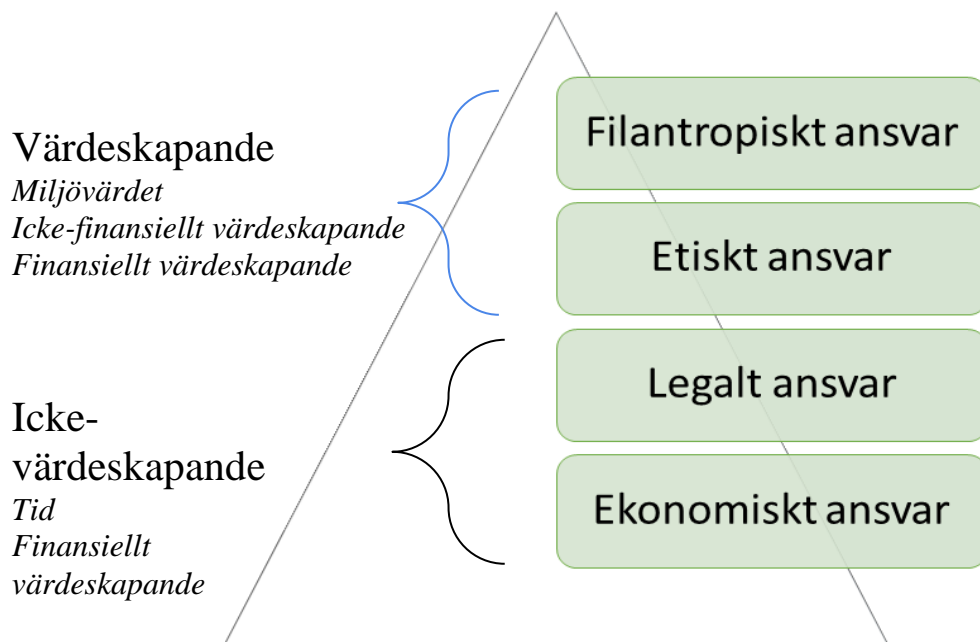 Värdeskapande
Miljövärdet
Icke-finansiellt värdeskapande
Finansiellt värdeskapande
Icke-
värdeskapande
Tid
Finansiellt
värdeskapande
Filantropiskt ansvar
Etiskt ansvar
Legalt ansvar
Ekonomiskt ansvar